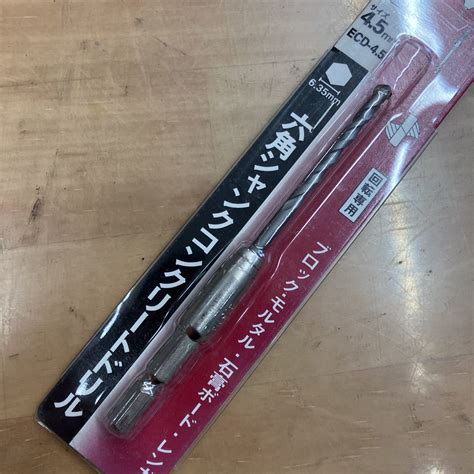 サイズ
4.5mm
ECD-4.5
6.35mm
六角シャンクコンクリートドリル
回転専用
ブロック・モルタル・石膏ボード・レンガ